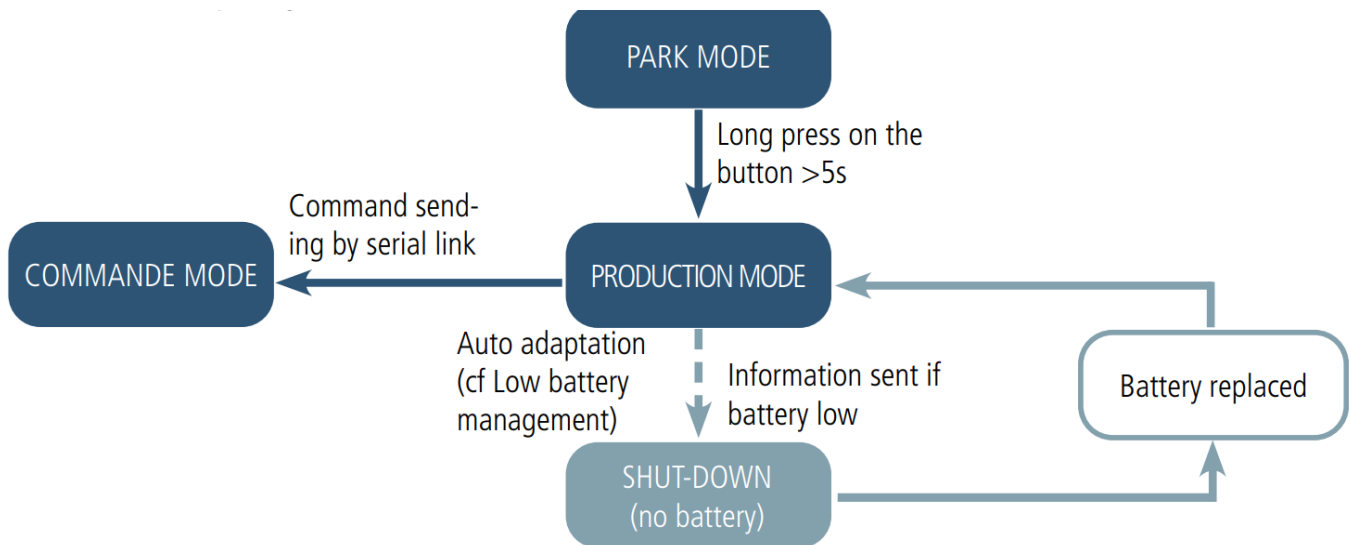 PARK MODE
Long press on the
button >5s
Command send-
ing by serial link
COMMANDE MODE
PRODUCTION MODE
Auto adaptation
(cf Low battery
management)
Information sent if
battery low
Battery replaced
SHUT-DOWN
(no battery)